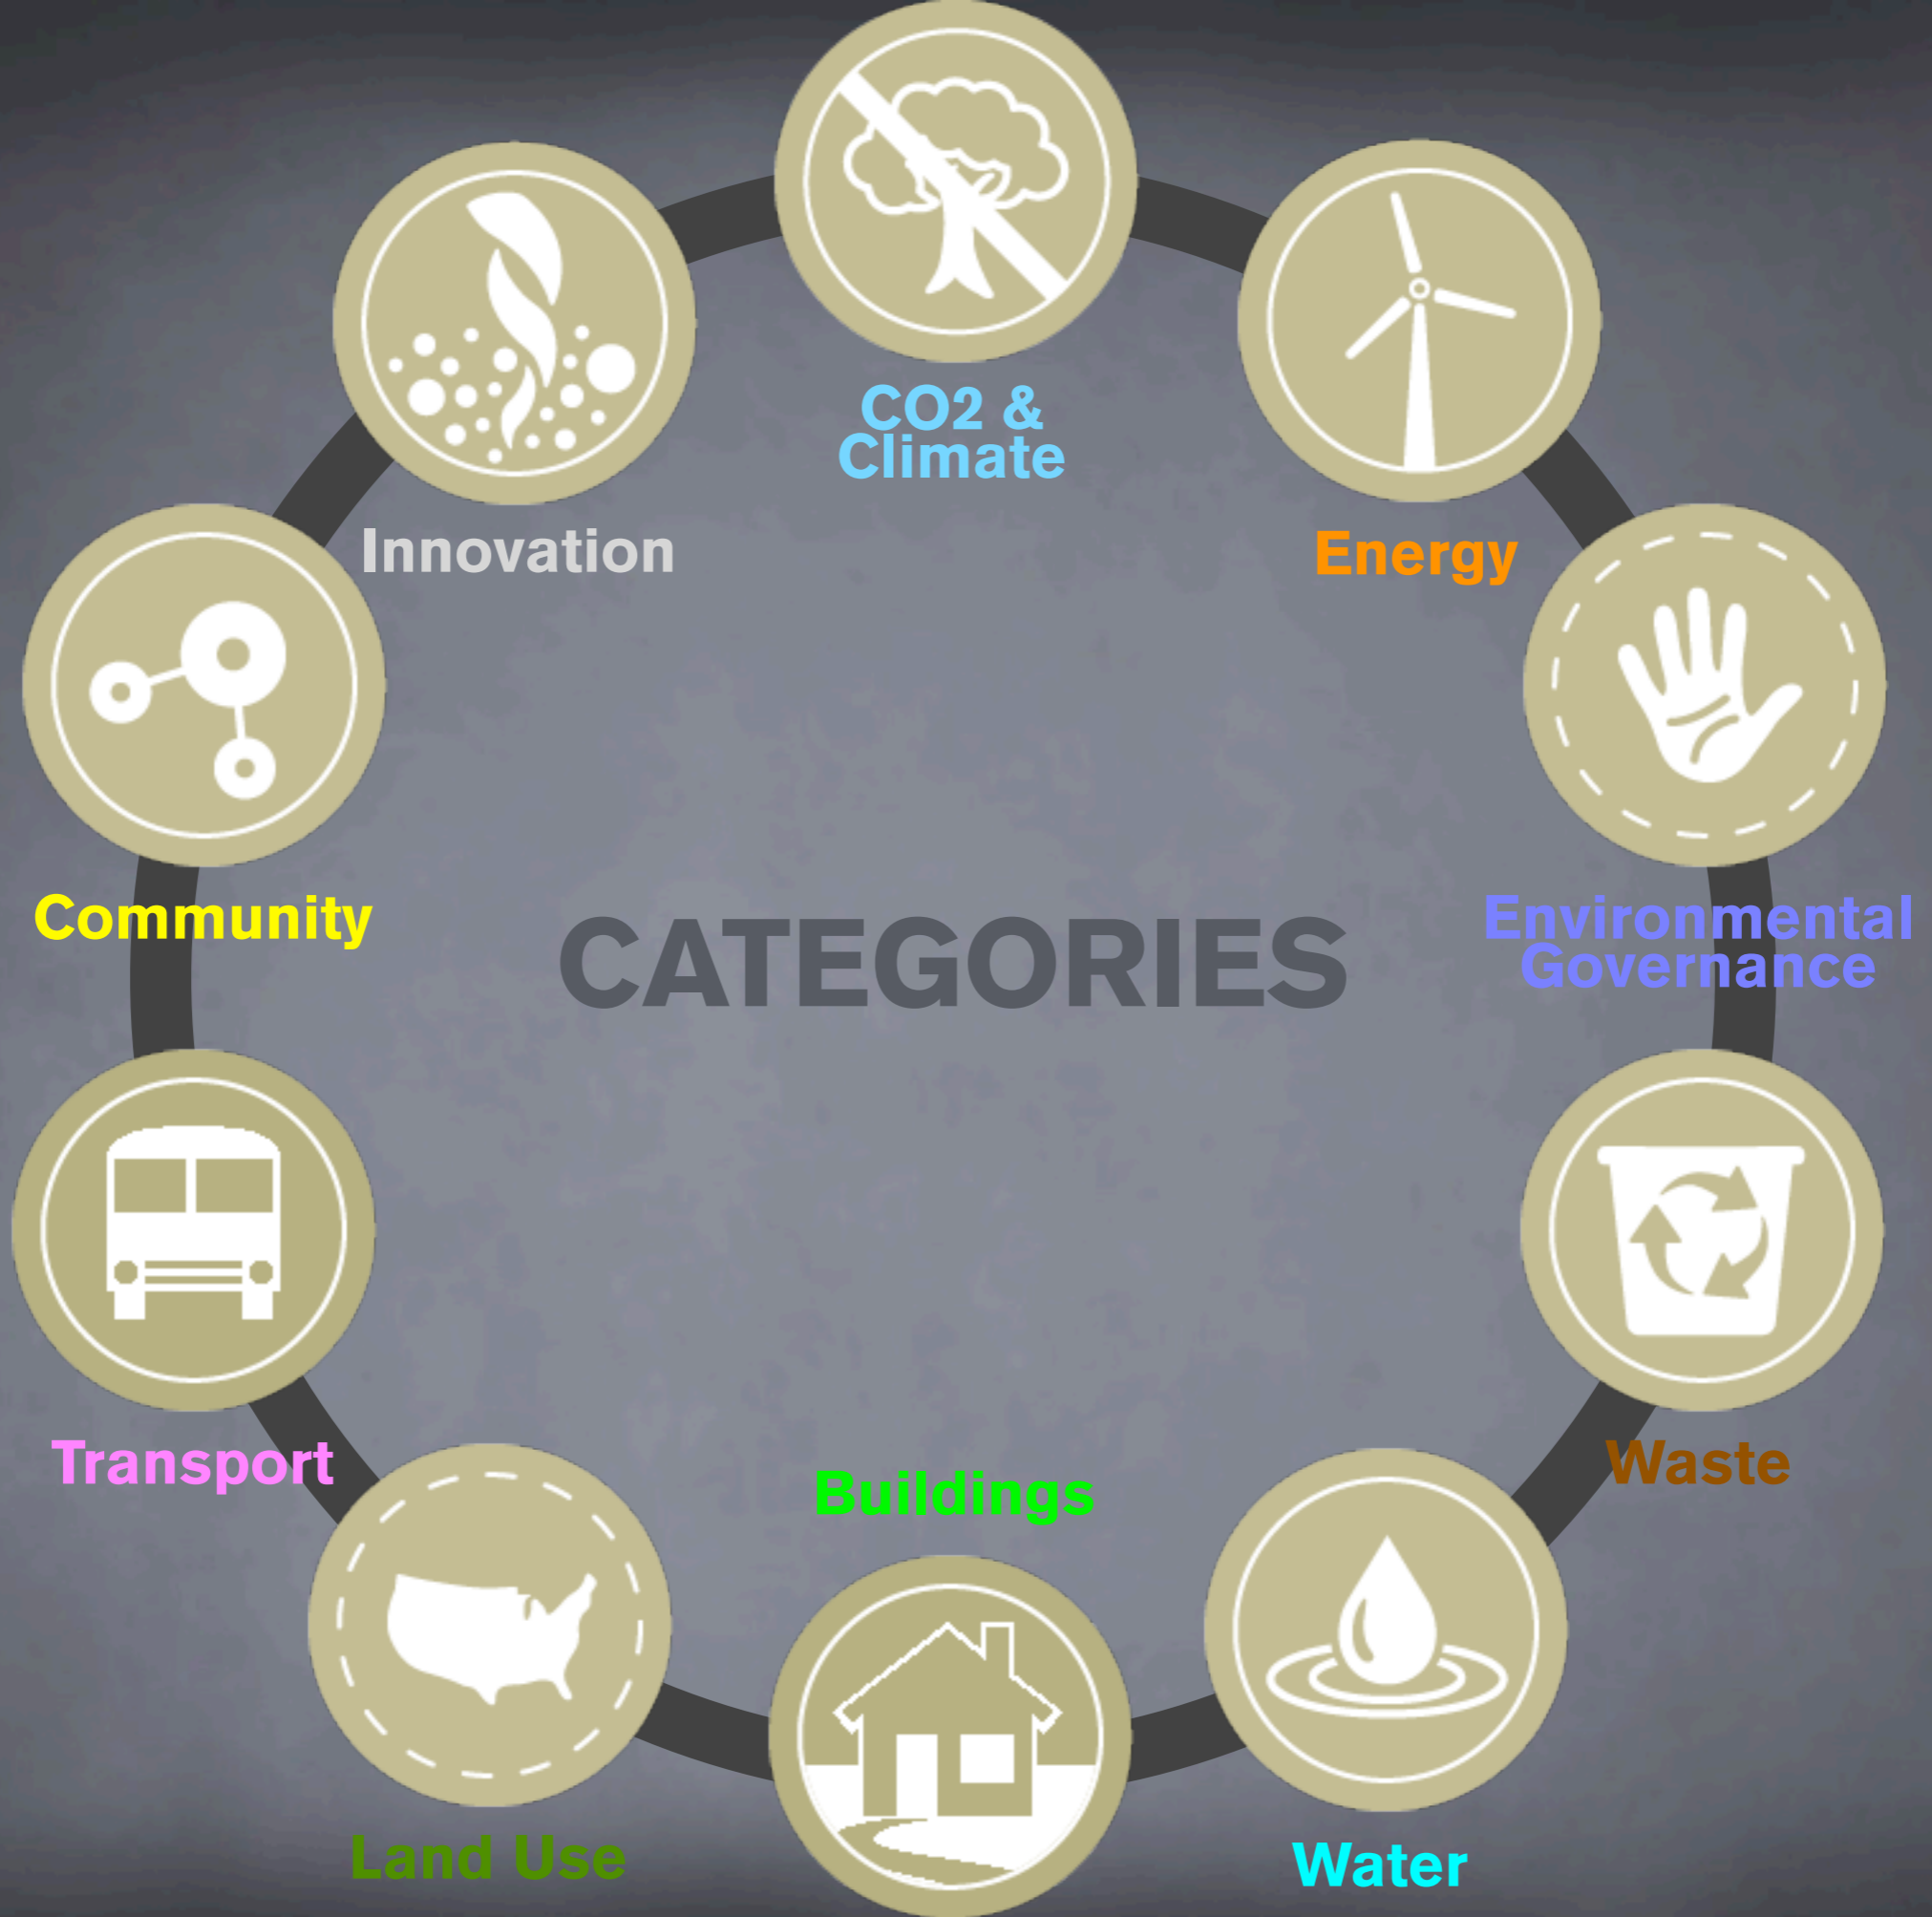 CO2 &
Climate
Innovation
Energy
Community
CATEGORIES
Environmental
Governance
Transport
Waste
Buildings
Land Use
Water